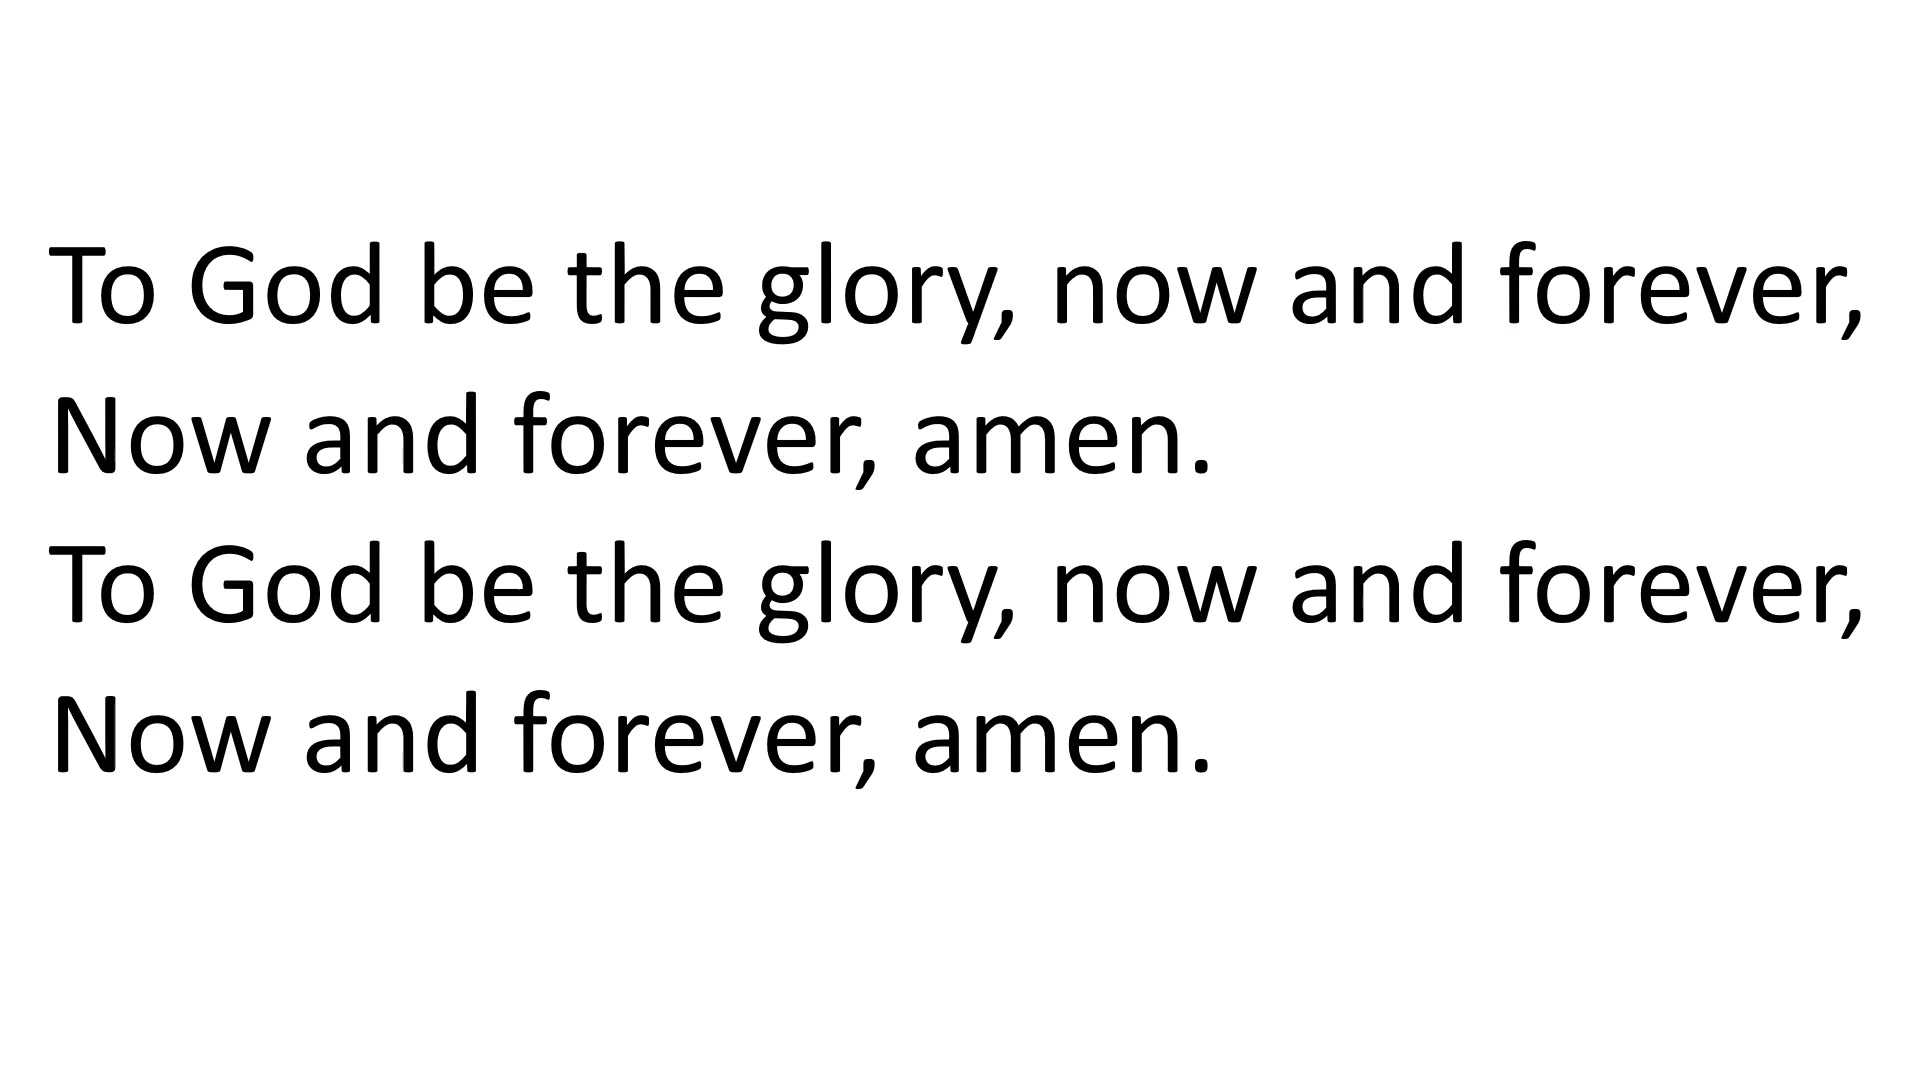 To God be the glory, now and forever,
Now and forever, amen.
To God be the glory, now and forever,
Now and forever, amen.